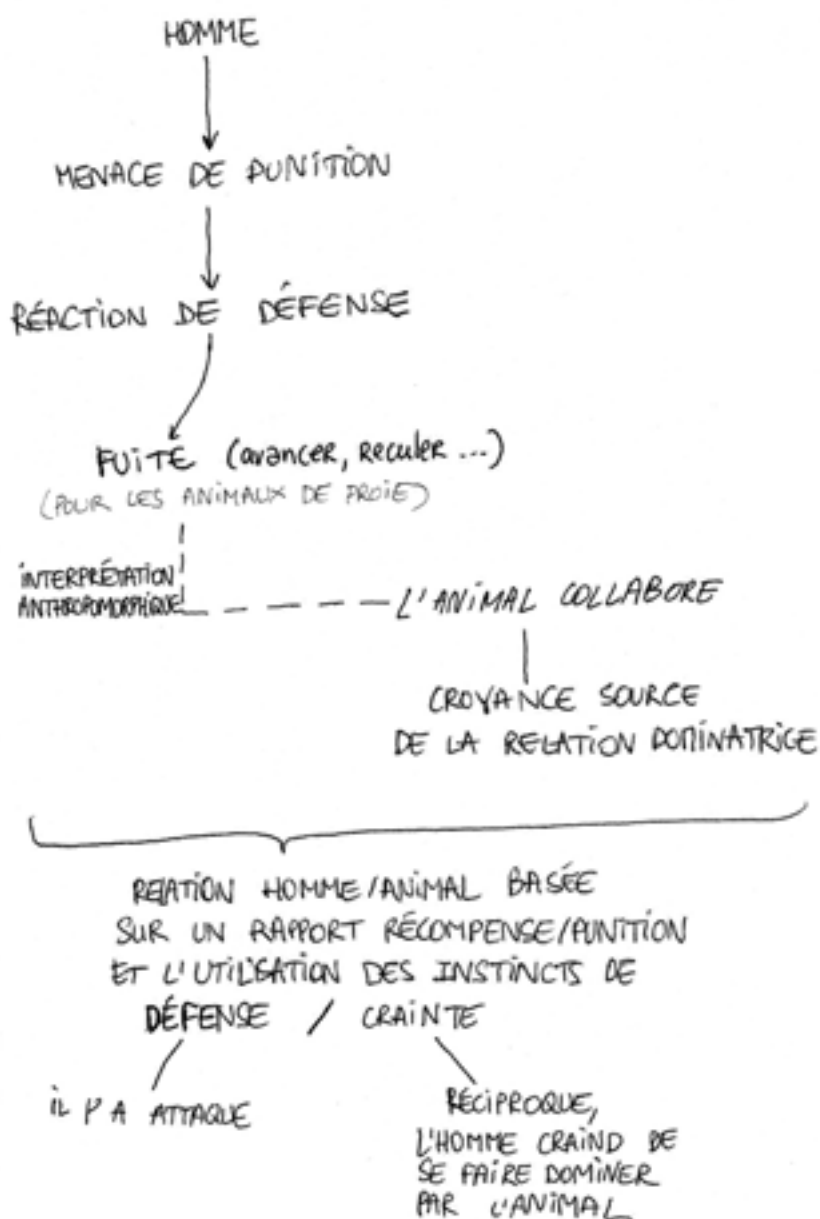 HOMME
MENACE DE PUNITION
RÉACTION DE DÉFENSE
FUITE (avancer, Reculer ...)
(POUR LES ANIMAUX DE PROIE)
INTERPRÉTATION
ANTHROPOMORPHIQUE
L'ANIMAL COLLABORE
CROYANCE SOURCE
DE LA RELATION DOMINATRICE
RELATION HOMME/ANIMAL BASÉE
SUR UN RAPPORT RÉCOMPENSE/PUNITION
ET L'UTILISATION DES INSTINCTS DE
DÉFENSE / CRAINTE
IL Y A ATTAQUE
RÉCIPROQUE,
L'HOMME CRAIND DE
SE FAIRE DOMINER
PAR L'ANIMAL